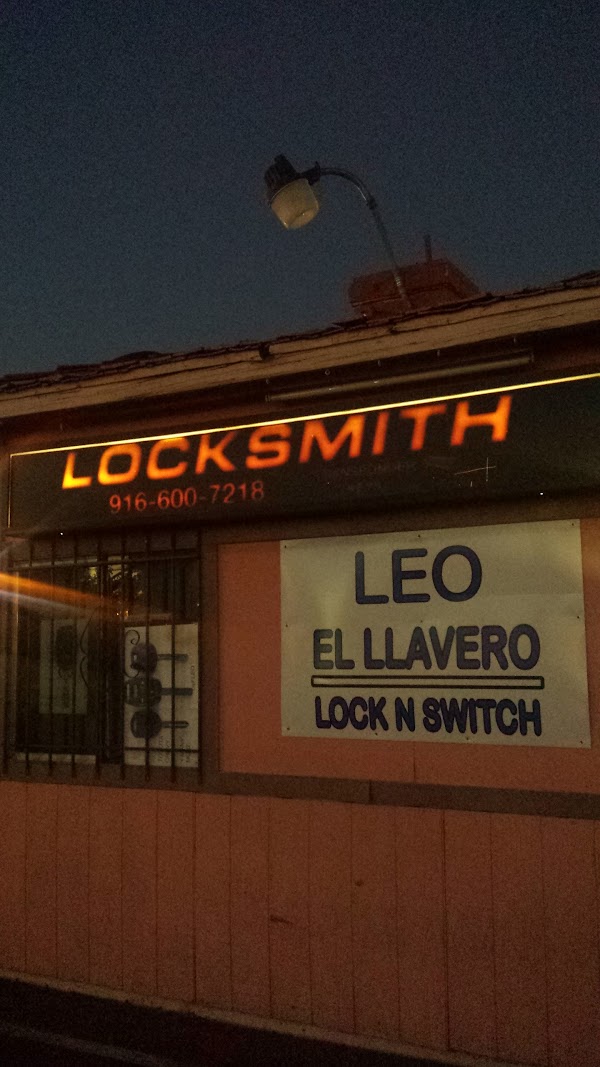 LOCKSMITH
916-600-7218
LEO
EL LLAVERO
LOCK N SWITCH